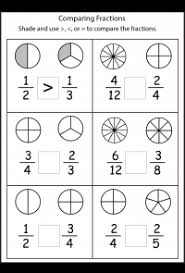 Comparing Fractions
Shade and use >, <, or = to compare the fractions.
1/2 > 1/3
4/12 2/4
3/4 2/3
6/12 3/8
1/2 3/4
2/4 2/5